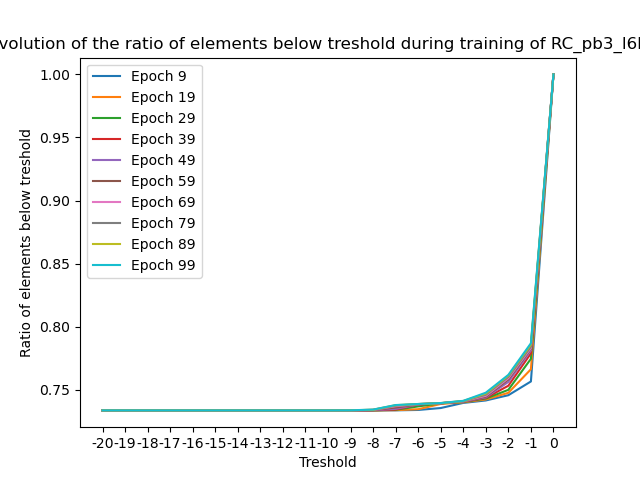 volution of the ratio of elements below treshold during training of RC_pb3_l6
1.00
0.95
0.90
0.85
0.80
0.75
Ratio of elements below treshold
Epoch 9
Epoch 19
Epoch 29
Epoch 39
Epoch 49
Epoch 59
Epoch 69
Epoch 79
Epoch 89
Epoch 99
-20 -19 -18 -17 -16 -15 -14 -13 -12 -11 -10 -9 -8 -7 -6 -5 -4 -3 -2 -1 0
Treshold